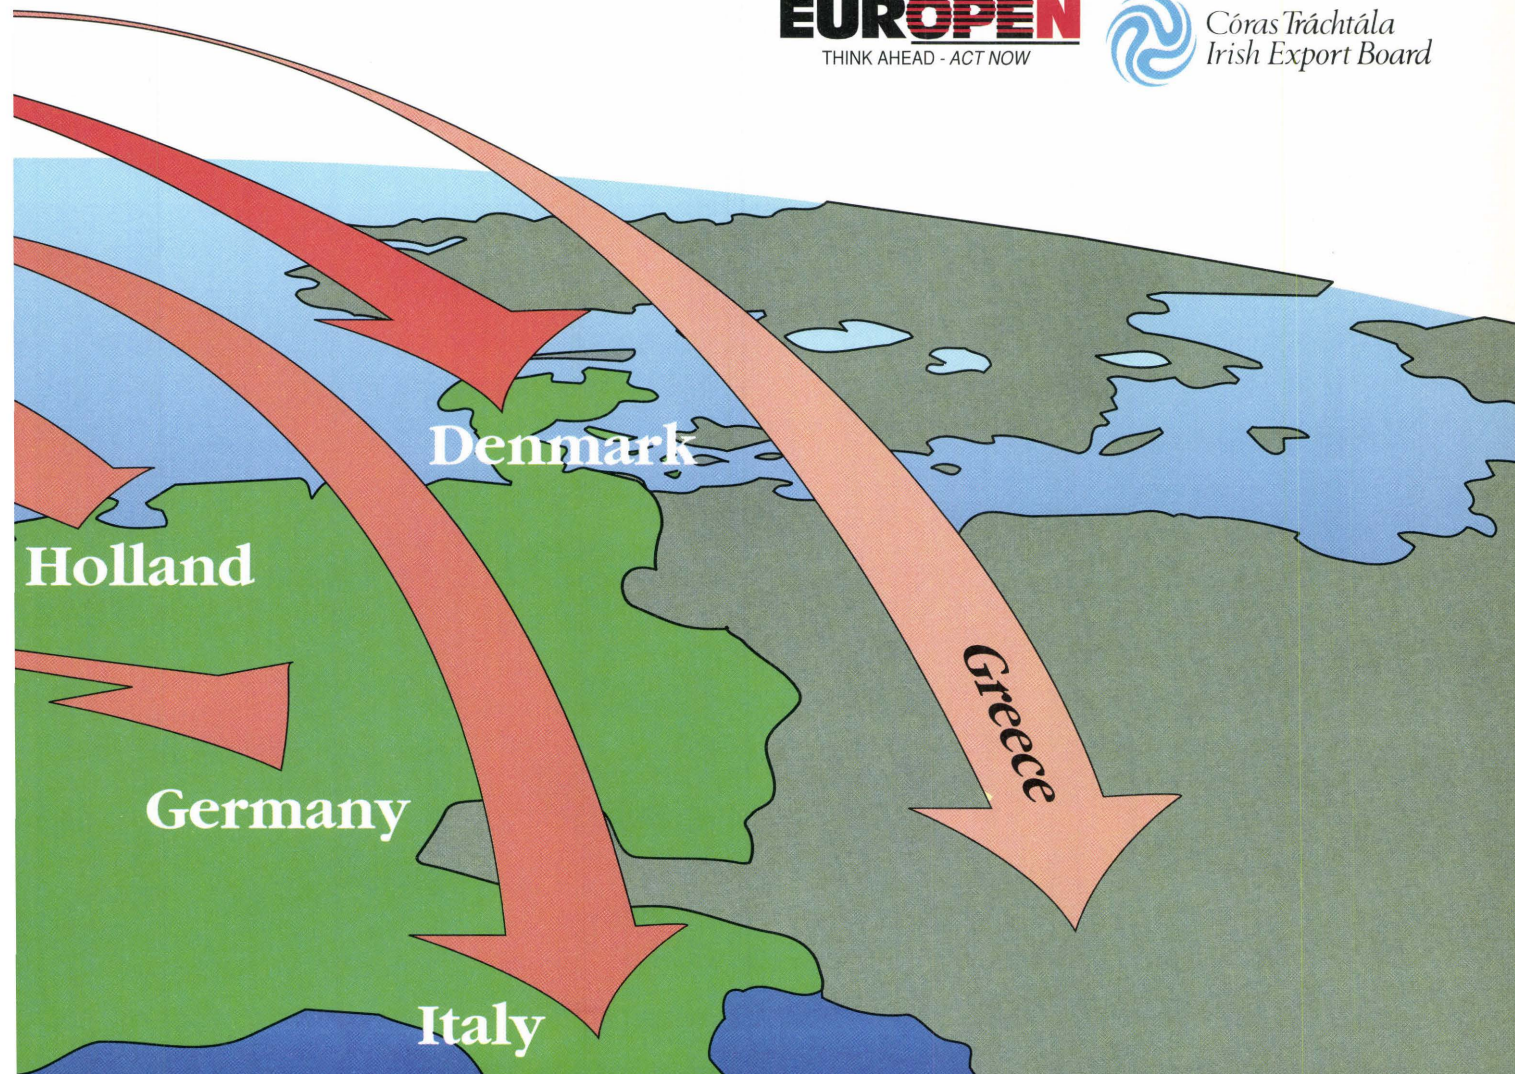 EUROPEN
THINK AHEAD - ACT NOW
Córas Tráchtála
Irish Export Board
Denmark
Holland
Greece
Germany
Italy